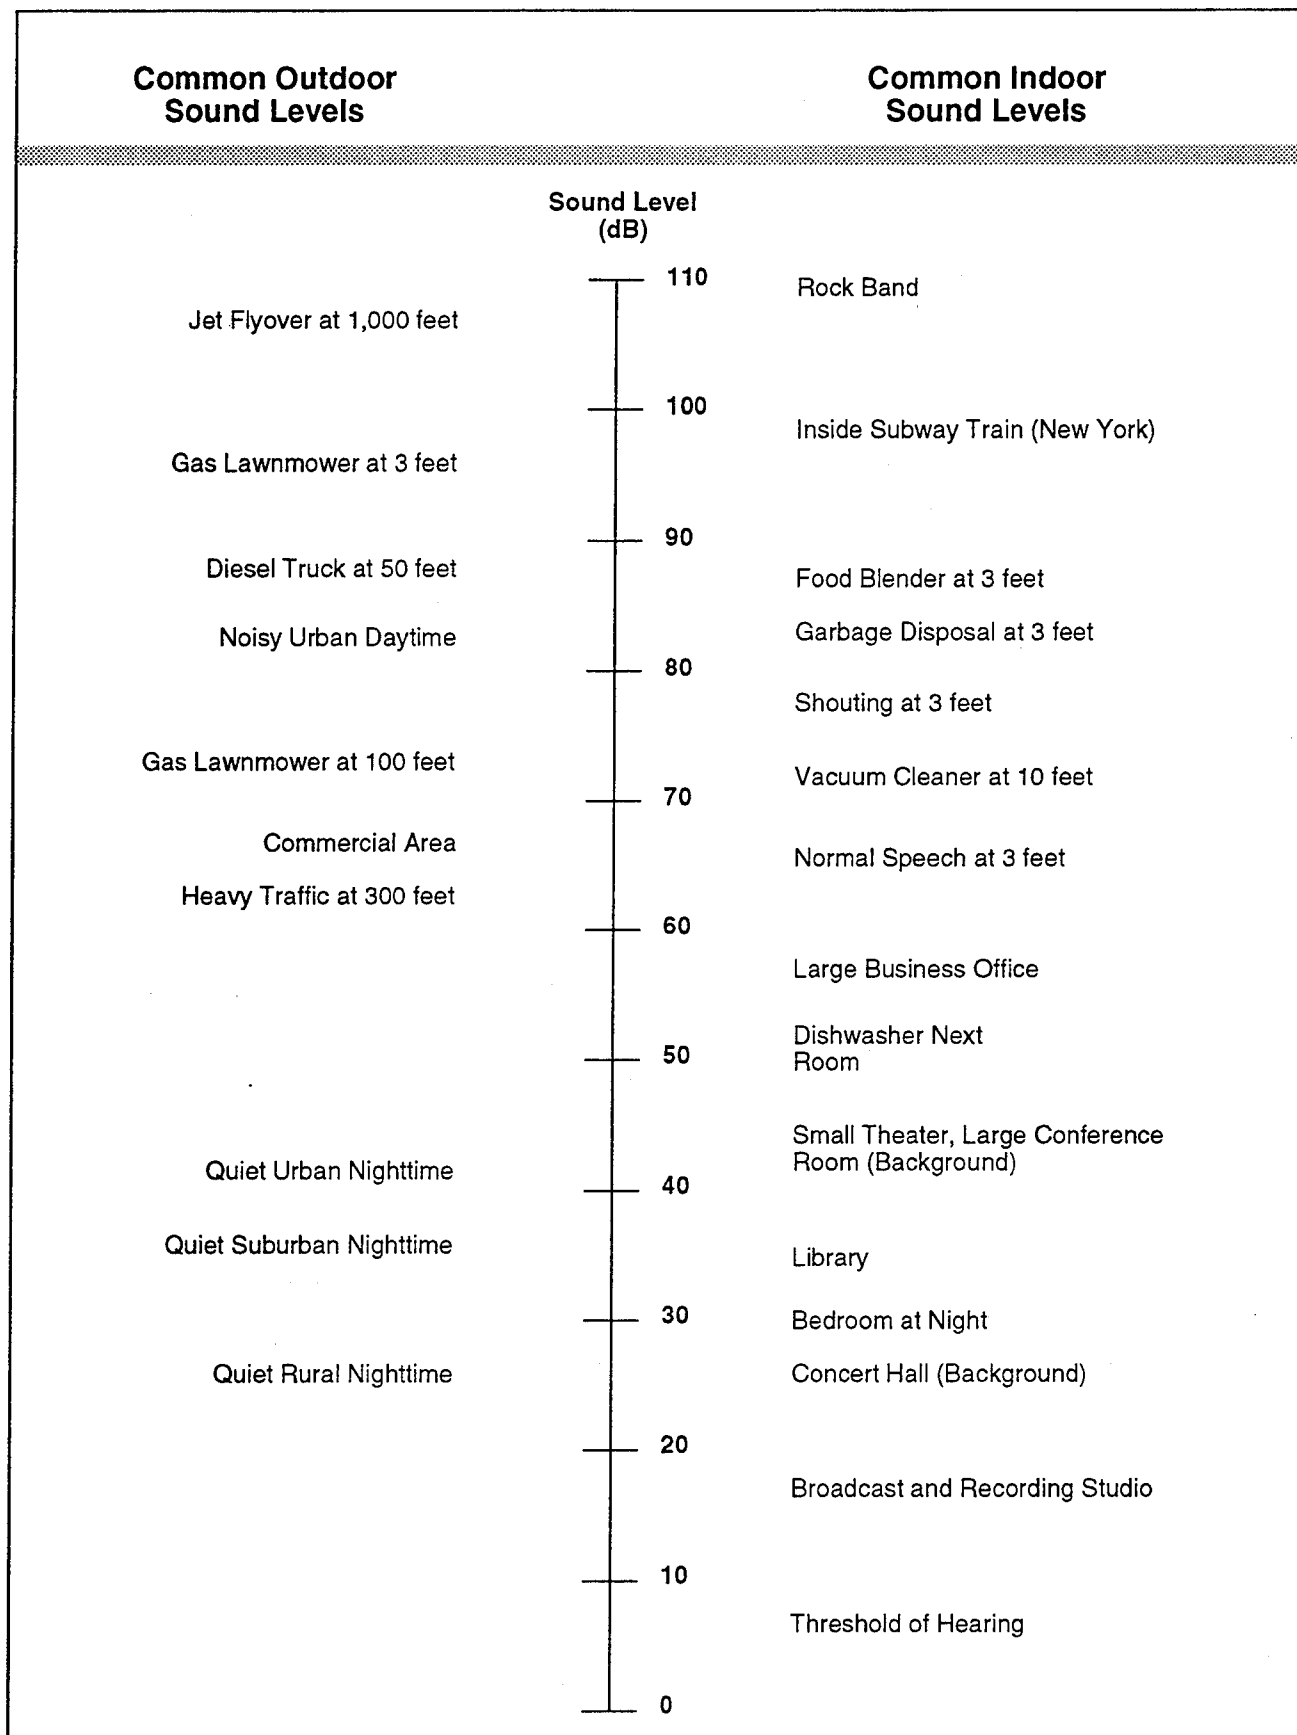 Common Outdoor
Sound Levels
Common Indoor
Sound Levels
Sound Level
(dB)
110
Rock Band
Jet Flyover at 1,000 feet
100
Inside Subway Train (New York)
Gas Lawnmower at 3 feet
90
Diesel Truck at 50 feet
Food Blender at 3 feet
Noisy Urban Daytime
Garbage Disposal at 3 feet
80
Shouting at 3 feet
Gas Lawnmower at 100 feet
Vacuum Cleaner at 10 feet
70
Commercial Area
Normal Speech at 3 feet
Heavy Traffic at 300 feet
60
Large Business Office
Dishwasher Next
Room
50
Small Theater, Large Conference
Room (Background)
Quiet Urban Nighttime
40
Quiet Suburban Nighttime
Library
30
Bedroom at Night
Quiet Rural Nighttime
Concert Hall (Background)
20
Broadcast and Recording Studio
10
Threshold of Hearing
0